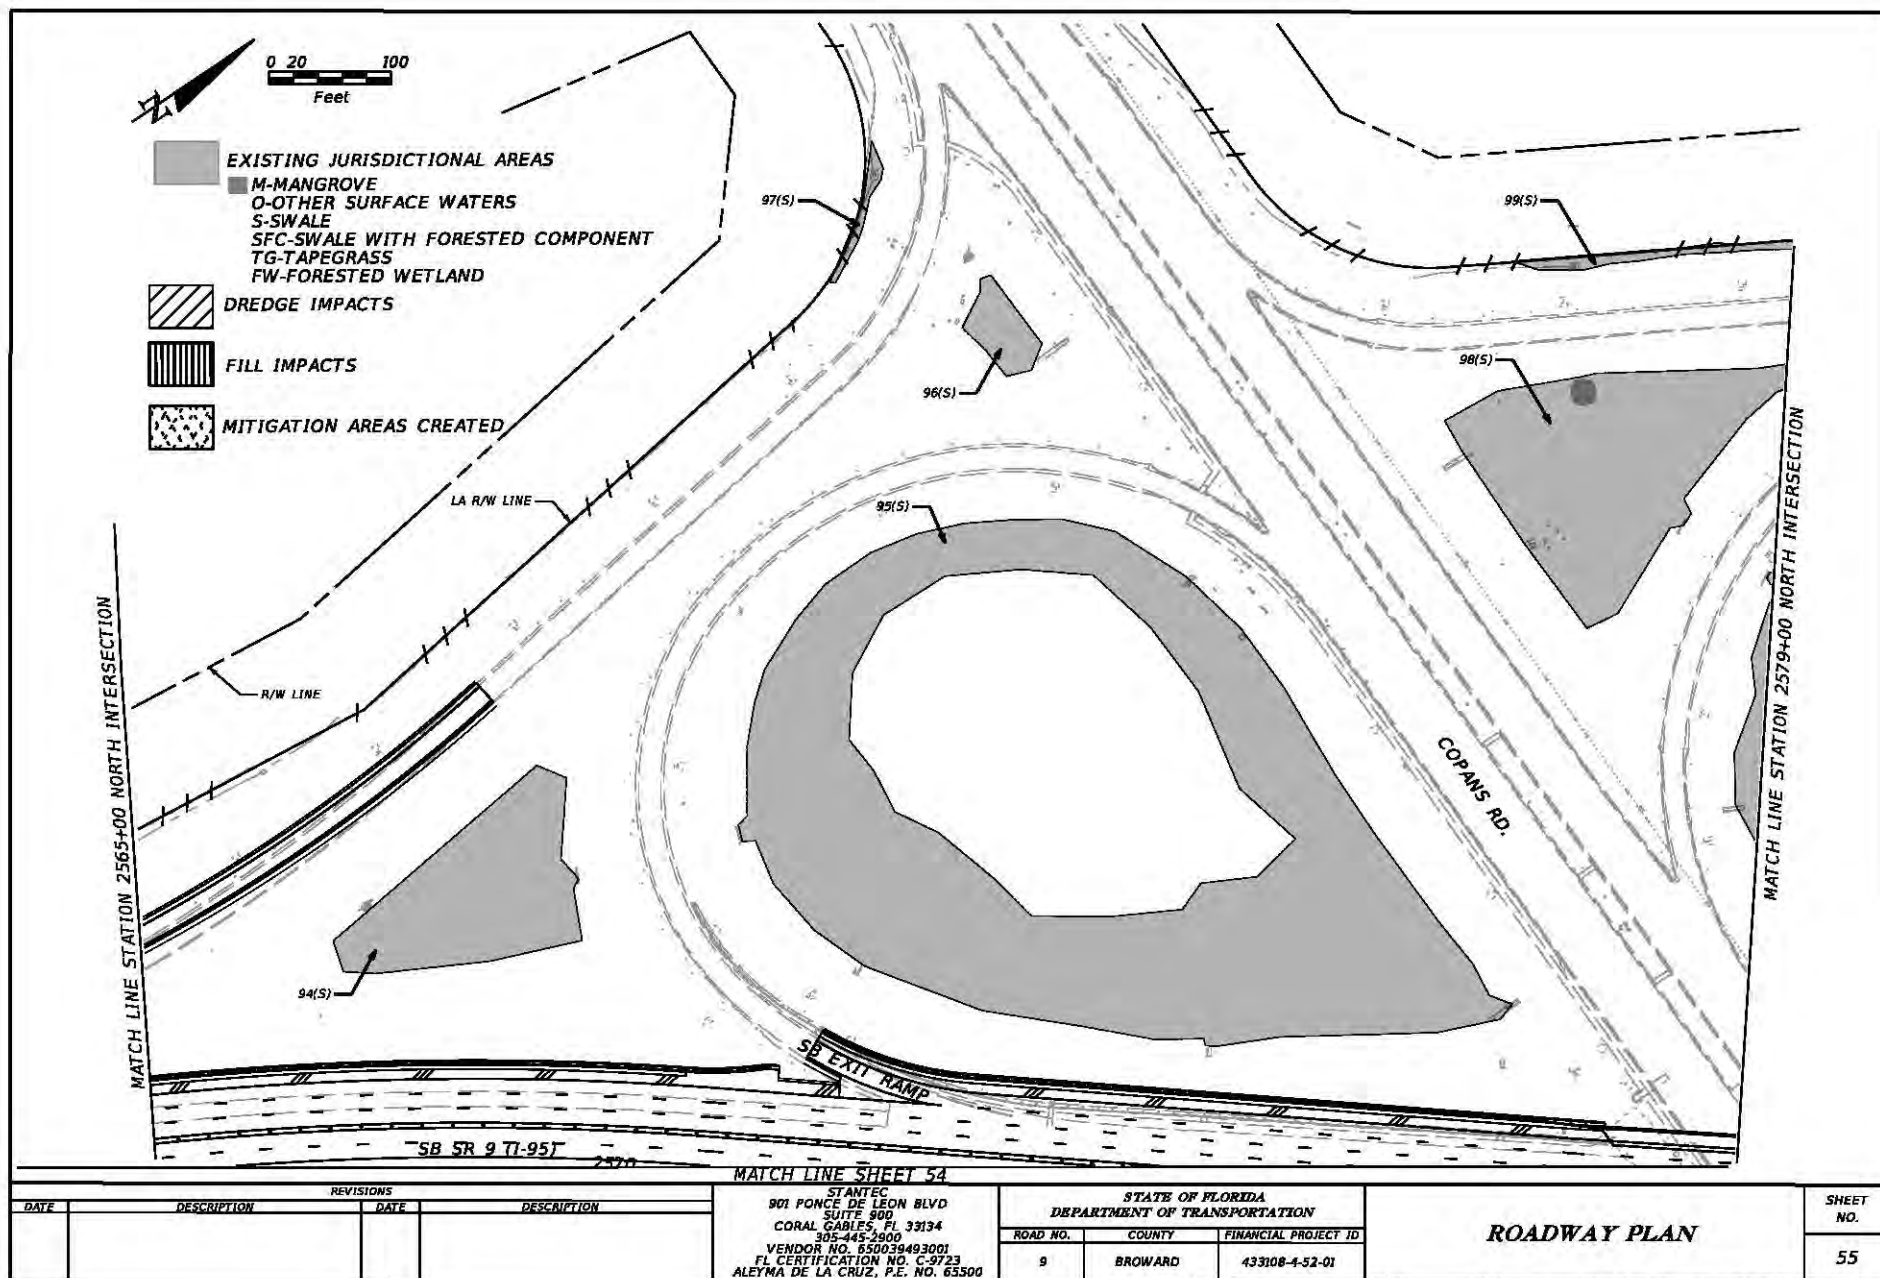 N
0 20 100
Feet
EXISTING JURISDICTIONAL AREAS
M-MANGROVE
O-OTHER SURFACE WATERS
S-SWALE
SFC-SWALE WITH FORESTED COMPONENT
TG-TAPEGRASS
FW-FORESTED WETLAND
DREDGE IMPACTS
FILL IMPACTS
MITIGATION AREAS CREATED
97(S)
99(S)
96(S)
98(S)
LA R/W LINE
95(S)
R/W LINE
94(S)
COPANS RD.
MATCH LINE STATION 2565+00 NORTH INTERSECTION
MATCH LINE STATION 2579+00 NORTH INTERSECTION
SB EXIT RAMP
SB SR 9 (I-95)
2570
MATCH LINE SHEET 54
REVISIONS
DATE DESCRIPTION DATE DESCRIPTION
STANTEC
901 PONCE DE LEON BLVD
SUITE 900
CORAL GABLES, FL 33134
305-445-2900
VENDOR NO. 650039493001
FL CERTIFICATION NO. C-9723
ALEYMA DE LA CRUZ, P.E. NO. 65500
STATE OF FLORIDA
DEPARTMENT OF TRANSPORTATION
ROAD NO. COUNTY FINANCIAL PROJECT ID
9 BROWARD 433108-4-52-01
ROADWAY PLAN
SHEET
NO.
55